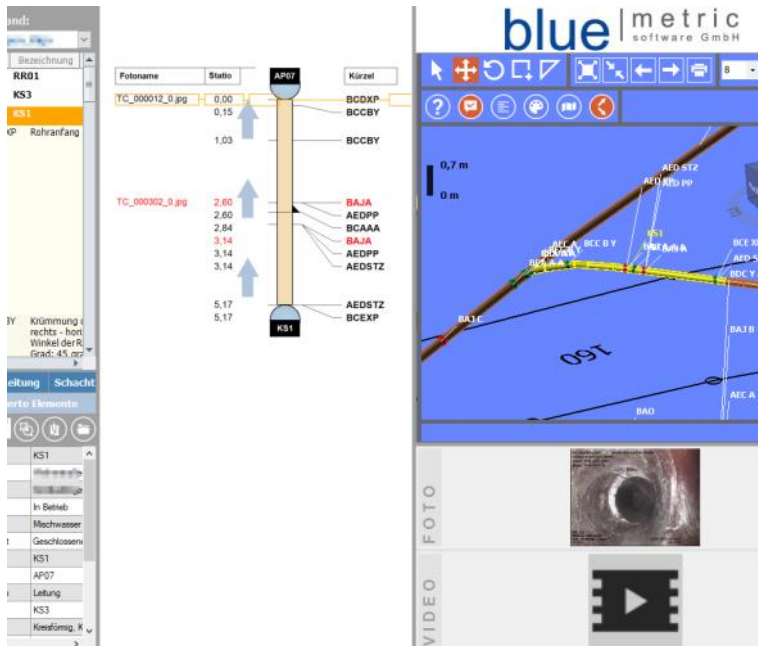 and:
Bezeichnung
RR01
KS3
KS1
XP Rohranfang
BY Krümmung
rechts - hori
Winkel der R
Grad: 45 gra
eitung Schacht
erte Elemente
KS1
In Betrieb
Mischwasser
Geschlossene
KS1
AP07
Leitung
KS3
Kreisförmig, K
Fotoname Statio AP07 Kürzel
TC_000012_0.jpg 0,00 BCDXP
0,15 BCCBY
1,03 BCCBY
TC_000302_0.jpg 2,60 BAJA
2,60 AEDPP
2,84 BCAAA
3,14 BAJA
3,14 AEDPP
3,14 AEDSTZ
5,17 AEDSTZ
5,17 BCEXP
KS1
blue metric
software GmbH
8
?
0,7 m
0 m
AED STZ
AED PP
KS1
AEC A
BCC B Y
BCE X
AED S
BDC Y
BAJ C
BAJ B
160
AEC A
BAO
FOTO
VIDEO